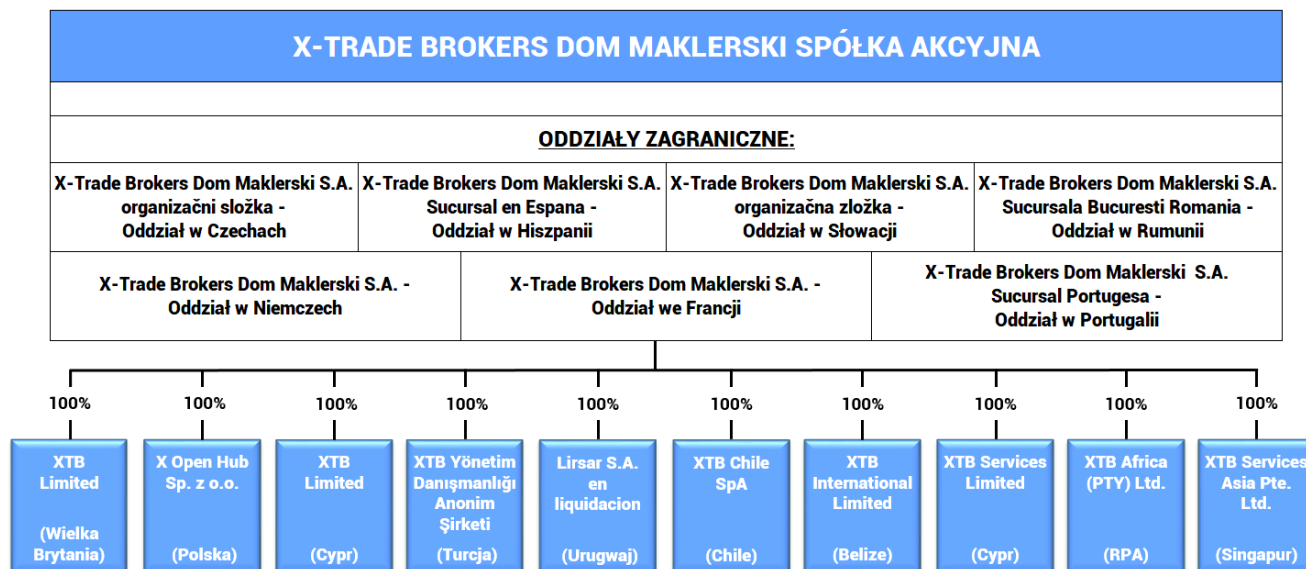 X-TRADE BROKERS DOM MAKLERSKI SPÓŁKA AKCYJNA
ODDZIAŁY ZAGRANICZNE:
X-Trade Brokers Dom Maklerski S.A.
organizačni složka -
Oddział w Czechach
X-Trade Brokers Dom Maklerski S.A.
Sucursal en Espana -
Oddział w Hiszpanii
X-Trade Brokers Dom Maklerski S.A.
organizačna zložka -
Oddział w Słowacji
X-Trade Brokers Dom Maklerski S.A.
Sucursala Bucuresti Romania -
Oddział w Rumunii
X-Trade Brokers Dom Maklerski S.A. -
Oddział w Niemczech
X-Trade Brokers Dom Maklerski S.A. -
Oddział we Francji
X-Trade Brokers Dom Maklerski S.A.
Sucursal Portugesa -
Oddział w Portugalii
100%
100%
100%
100%
100%
100%
100%
100%
100%
100%
XTB
Limited
(Wielka
Brytania)
X Open Hub
Sp. z o.o.
(Polska)
XTB
Limited
(Cypr)
XTB Yönetim
Danışmanlığı
Anonim
Şirketi
(Turcja)
Lirsar S.A.
en
liquidacion
(Urugwaj)
XTB Chile
SpA
(Chile)
XTB
International
Limited
(Belize)
XTB Services
Limited
(Cypr)
XTB Africa
(PTY) Ltd.
(RPA)
XTB Services
Asia Pte.
Ltd.
(Singapur)